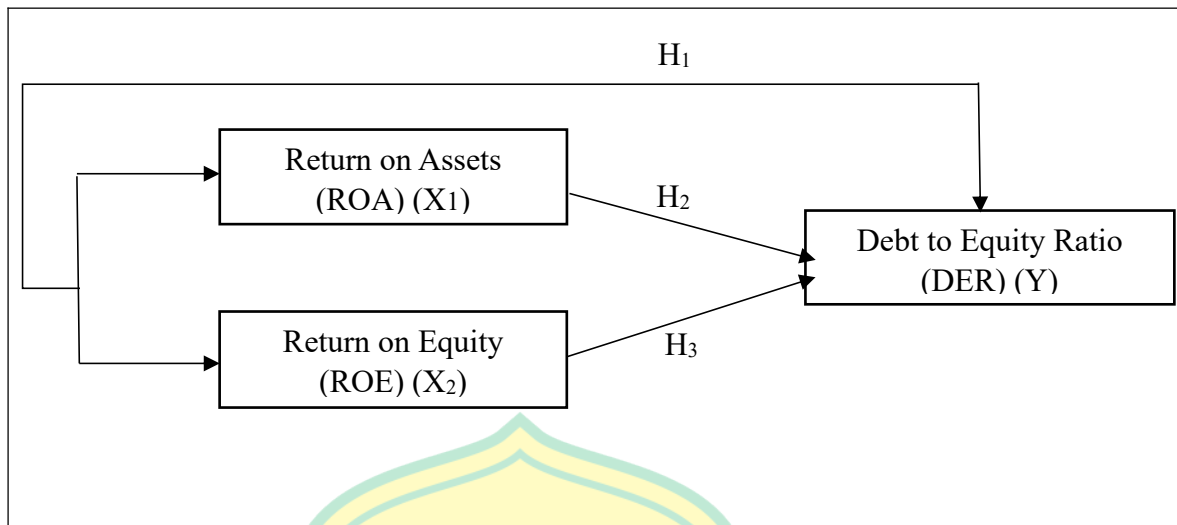 H₁
Return on Assets
(ROA) (X1)
H₂
Debt to Equity Ratio
(DER) (Y)
Return on Equity
(ROE) (X₂)
H₃